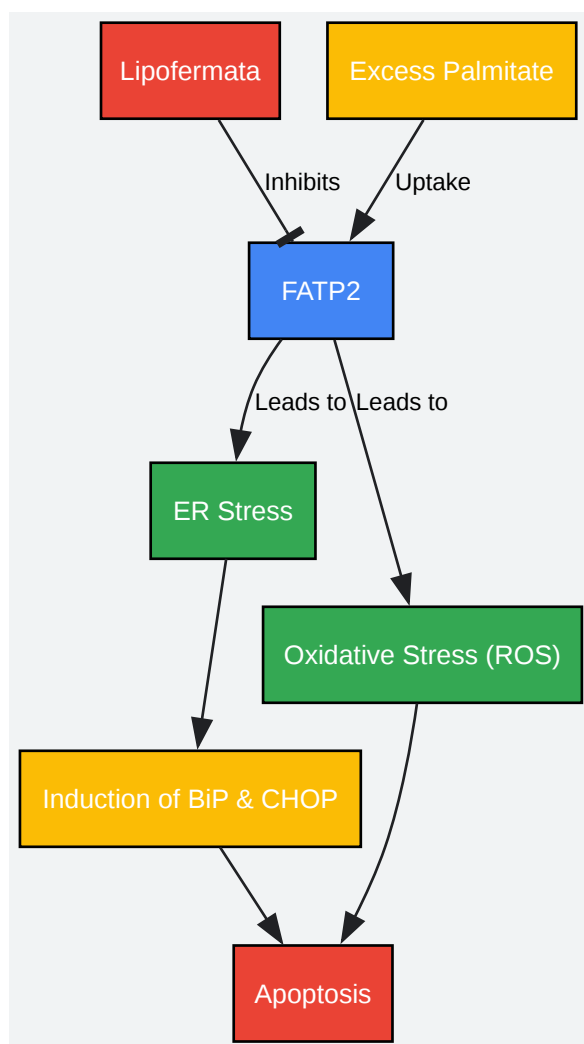 Lipofermata
Excess Palmitate
Inhibits
Uptake
FATP2
Leads to
Leads to
ER Stress
Oxidative Stress (ROS)
Induction of BiP & CHOP
Apoptosis